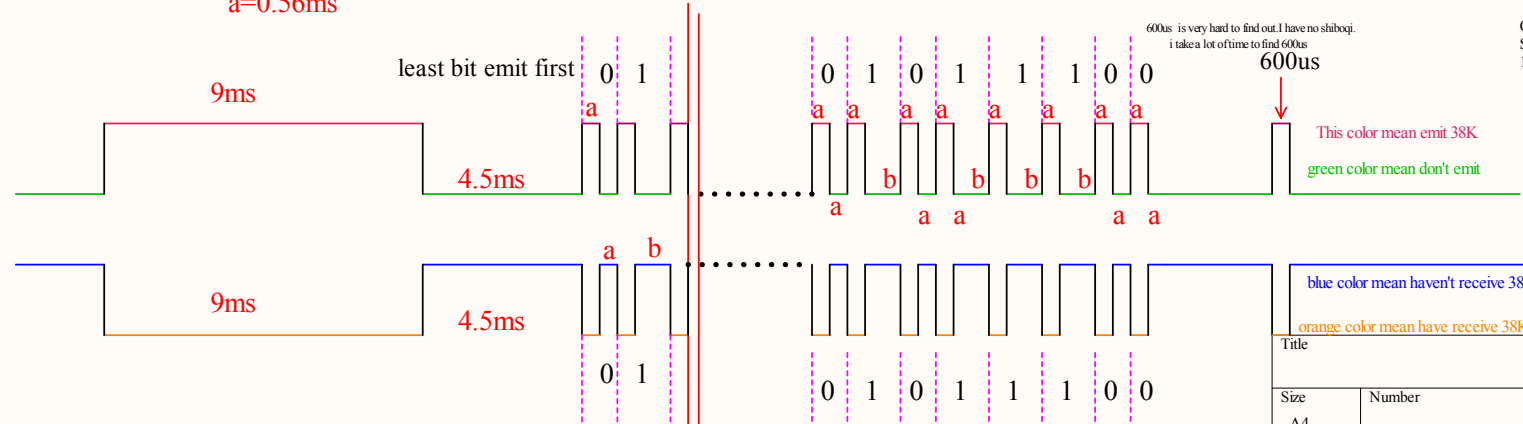 a=0.56ms
600us is very hard to find out.I have no shiboqi.
i take a lot of time to find 600us
600us
least bit emit first 0 1 0 1 0 1 1 1 0 0
9ms
a a a a a a a a a
This color mean emit 38K
green color mean don't emit
4.5ms
b b b b
a a a a a
a b
blue color mean haven't receive 38
9ms
4.5ms
orange color mean have receive 38K
Title
0 1 0 1 0 1 1 1 0 0
Size Number
A4